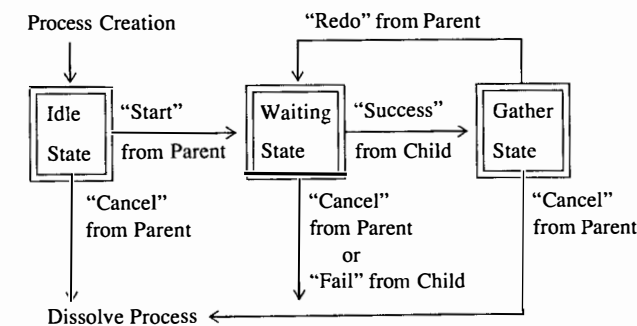 Process Creation
“Redo” from Parent
Idle
State
“Start”
from Parent
Waiting
State
“Success”
from Child
Gather
State
“Cancel”
from Parent
“Cancel”
from Parent
or
“Fail” from Child
“Cancel”
from Parent
Dissolve Process